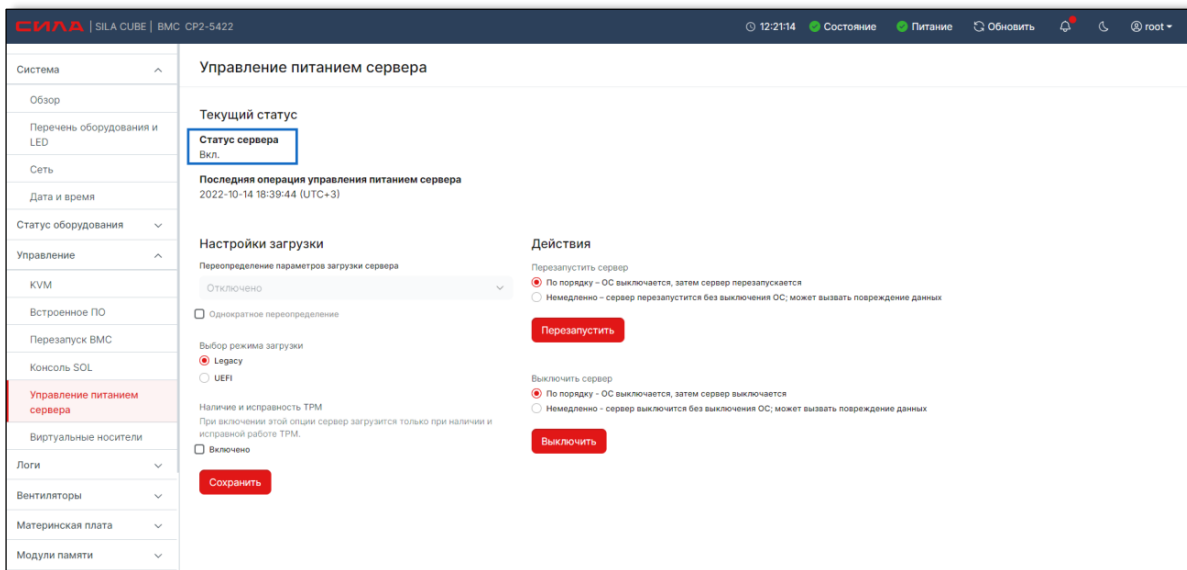 СИЛА | SILA CUBE | BMC CP2-5422
12:21:14 Состояние Питание Обновить root
Система
Обзор
Перечень оборудования и
LED
Сеть
Дата и время
Статус оборудования
Управление
KVM
Встроенное ПО
Перезапуск BMC
Консоль SOL
Управление питанием
сервера
Виртуальные носители
Логи
Вентиляторы
Материнская плата
Модули памяти
Управление питанием сервера
Текущий статус
Статус сервера
Вкл.
Последняя операция управления питанием сервера
2022-10-14 18:39:44 (UTC+3)
Настройки загрузки
Переопределение параметров загрузки сервера
Отключено
Однократное переопределение
Выбор режима загрузки
Legacy
UEFI
Наличие и исправность ТРМ
При включении этой опции сервер загрузится только при наличии и
исправной работе ТРМ.
Включено
Сохранить
Действия
Перезапустить сервер
По порядку – ОС выключается, затем сервер перезапускается
Немедленно – сервер перезапустится без выключения ОС; может вызвать повреждение данных
Перезапустить
Выключить сервер
По порядку - ОС выключается, затем сервер выключается
Немедленно - сервер выключится без выключения ОС; может вызвать повреждение данных
Выключить